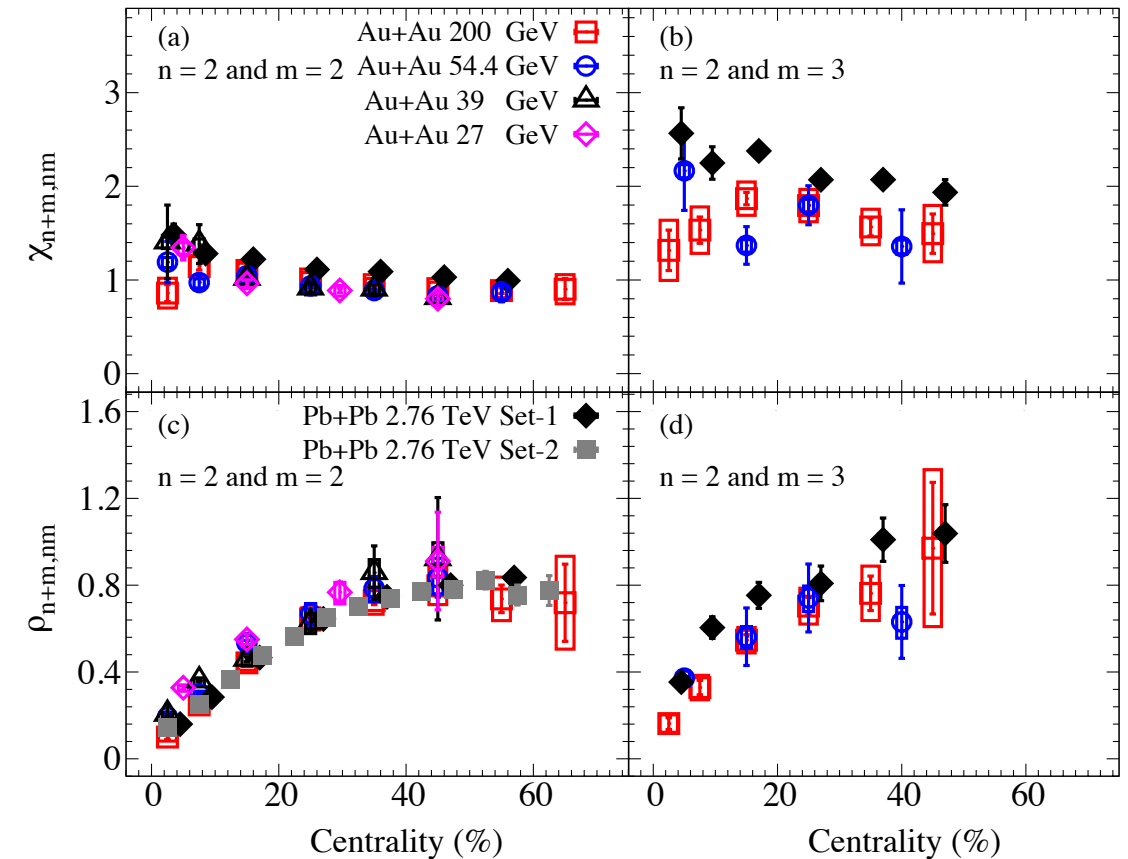 (a)
Au+Au 200 GeV
n = 2 and m = 2
Au+Au 54.4 GeV
Au+Au 39 GeV
Au+Au 27 GeV
(b)
n = 2 and m = 3
χn+m,nm
3
2
1
0
(c)
Pb+Pb 2.76 TeV Set-1
Pb+Pb 2.76 TeV Set-2
n = 2 and m = 2
(d)
n = 2 and m = 3
ρn+m,nm
1.6
1.2
0.8
0.4
0
0 20 40 60
0 20 40 60
Centrality (%)
Centrality (%)